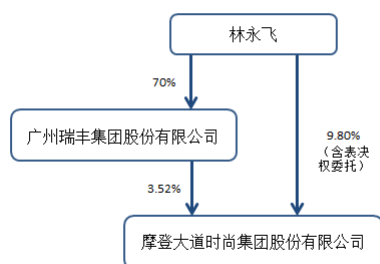 林永飞
70%
广州瑞丰集团股份有限公司
9.80%
（含表决
权委托）
3.52%
摩登大道时尚集团股份有限公司